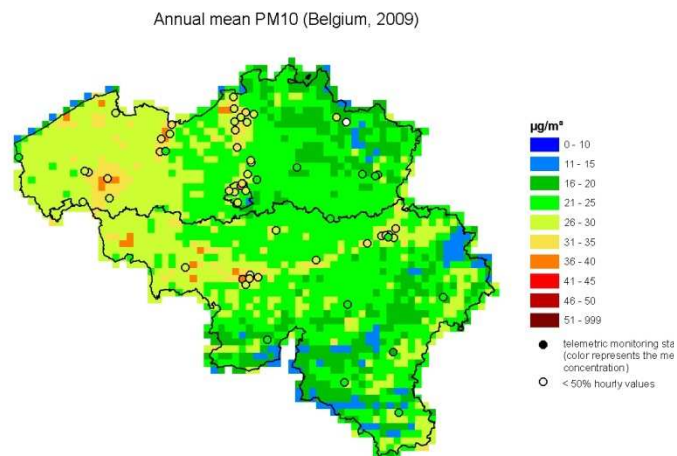 Annual mean PM10 (Belgium, 2009)
µg/m³
0 - 10
11 - 15
16 - 20
21 - 25
26 - 30
31 - 35
36 - 40
41 - 45
46 - 50
51 - 999
telemetric monitoring sta
(color represents the me
concentration)
< 50% hourly values